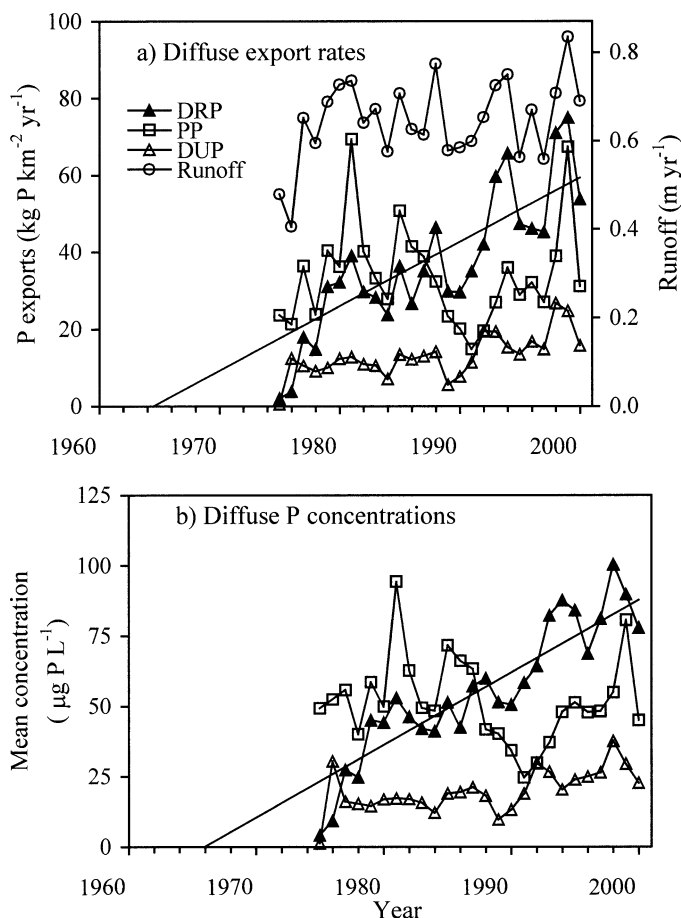 a) Diffuse export rates
DRP
PP
DUP
Runoff
P exports (kg P km⁻² yr⁻¹)
100
80
60
40
20
0
Runoff (m yr⁻¹)
0.8
0.6
0.4
0.2
0.0
1960 1970 1980 1990 2000
b) Diffuse P concentrations
Mean concentration
( µg P L⁻¹)
125
100
75
50
25
0
1960 1970 1980 1990 2000
Year